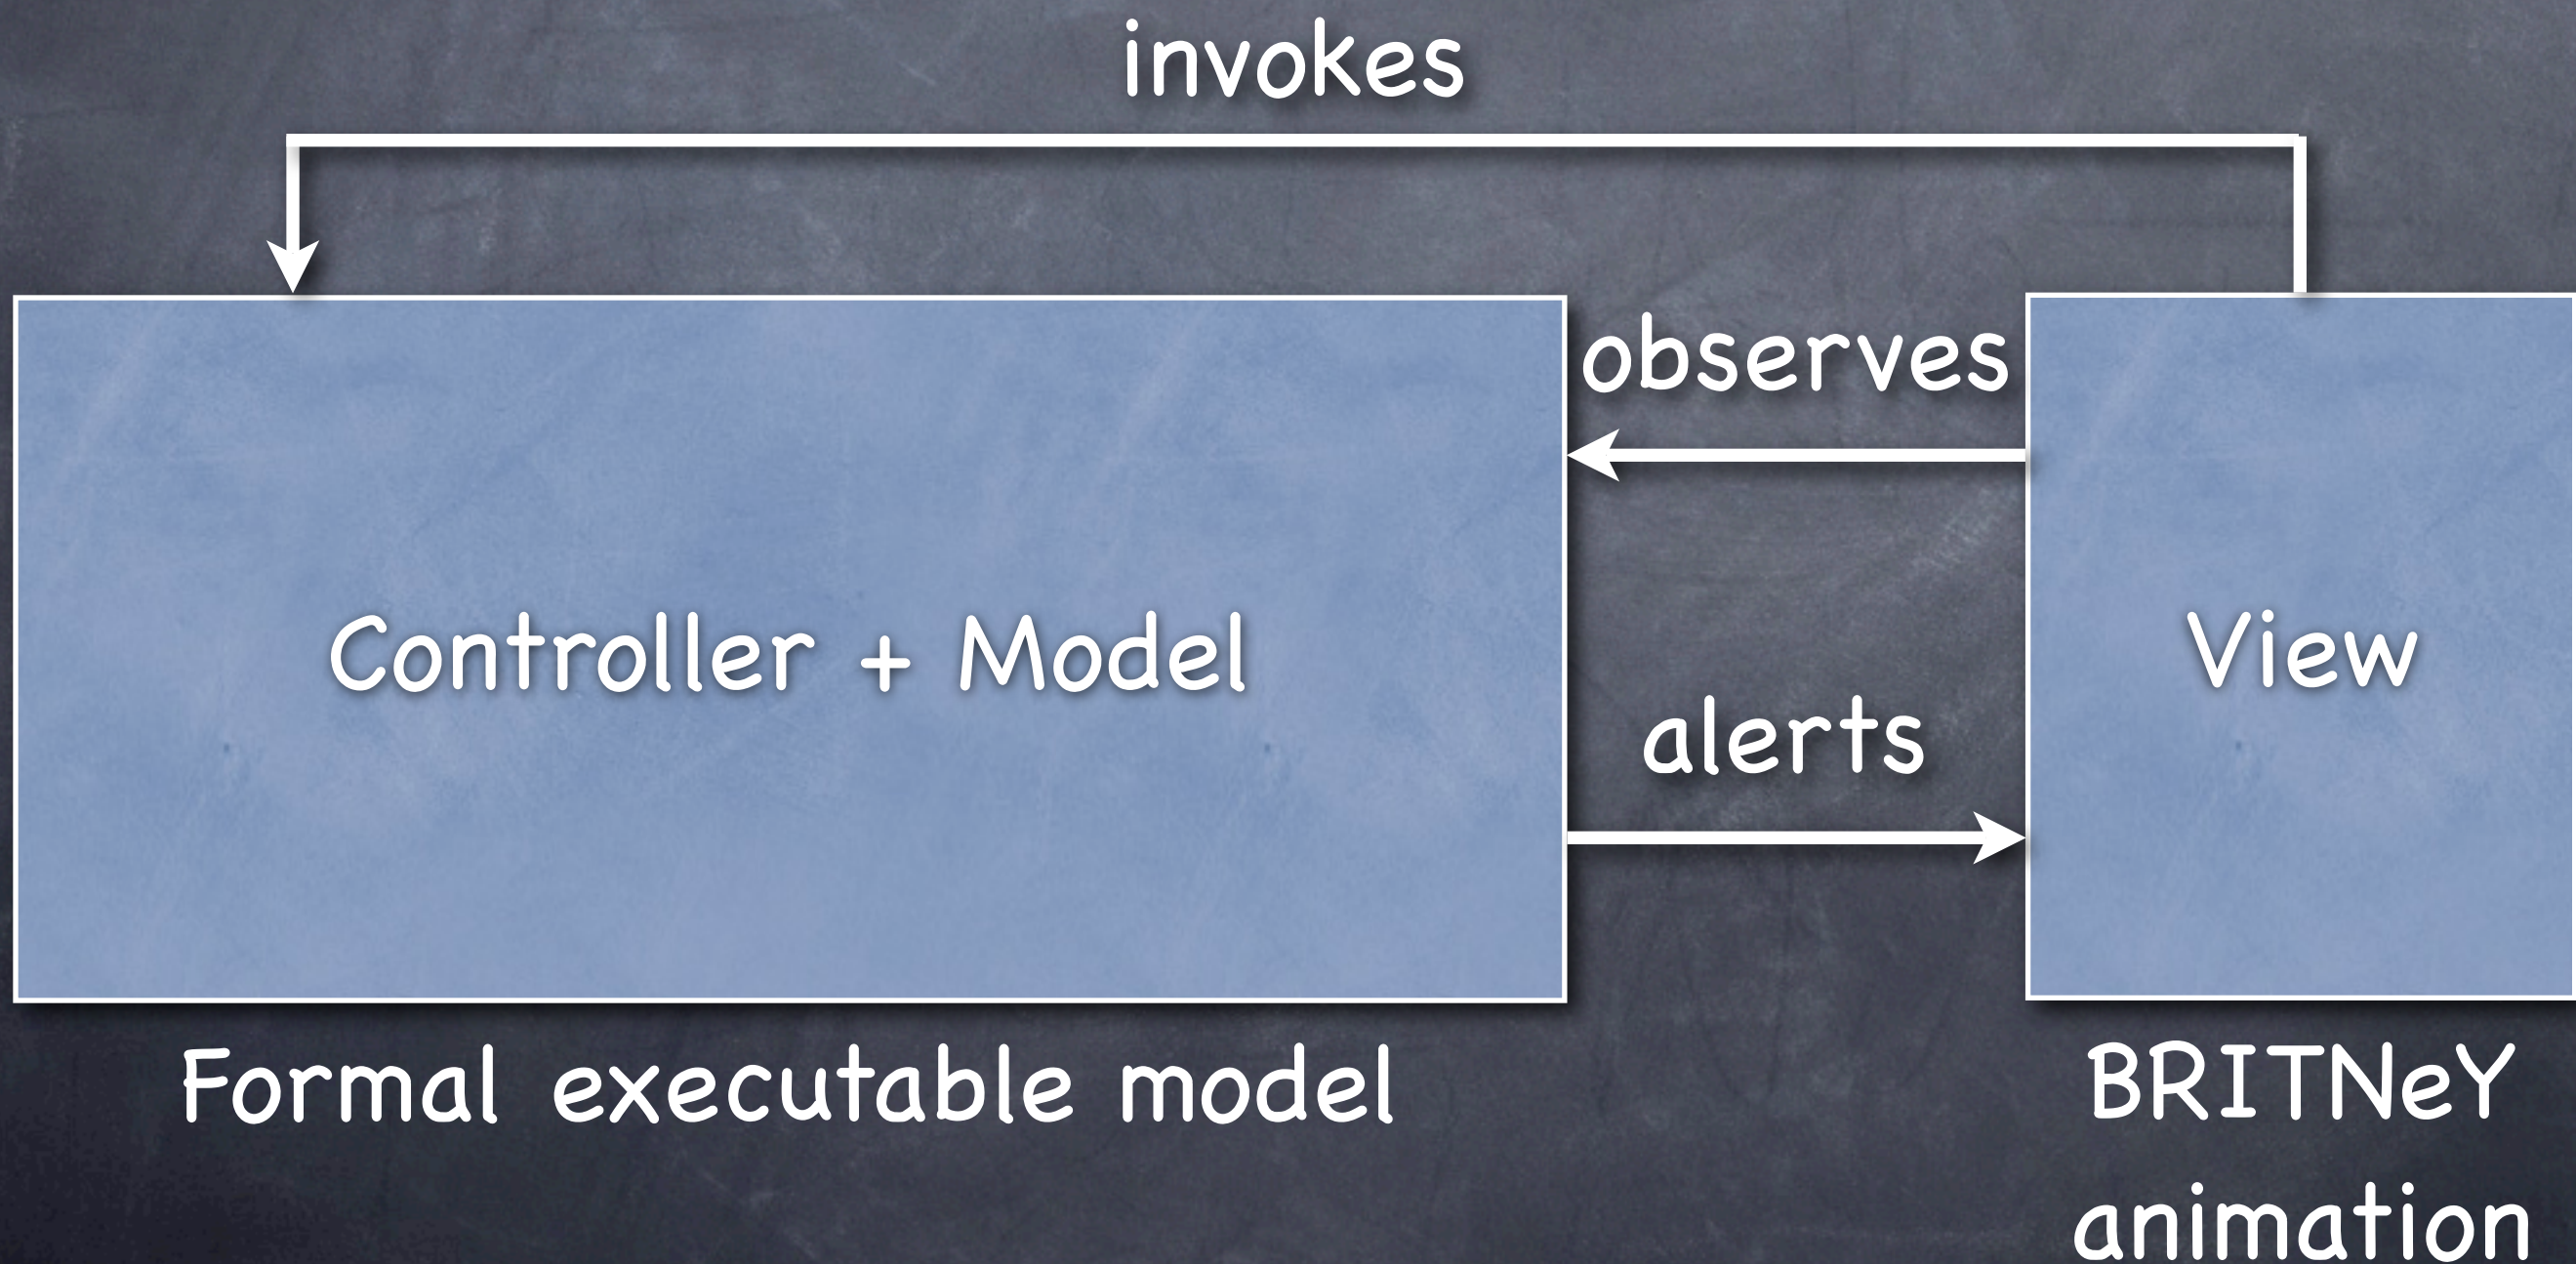 invokes
observes
Controller + Model
View
alerts
Formal executable model
BRITNeY
animation